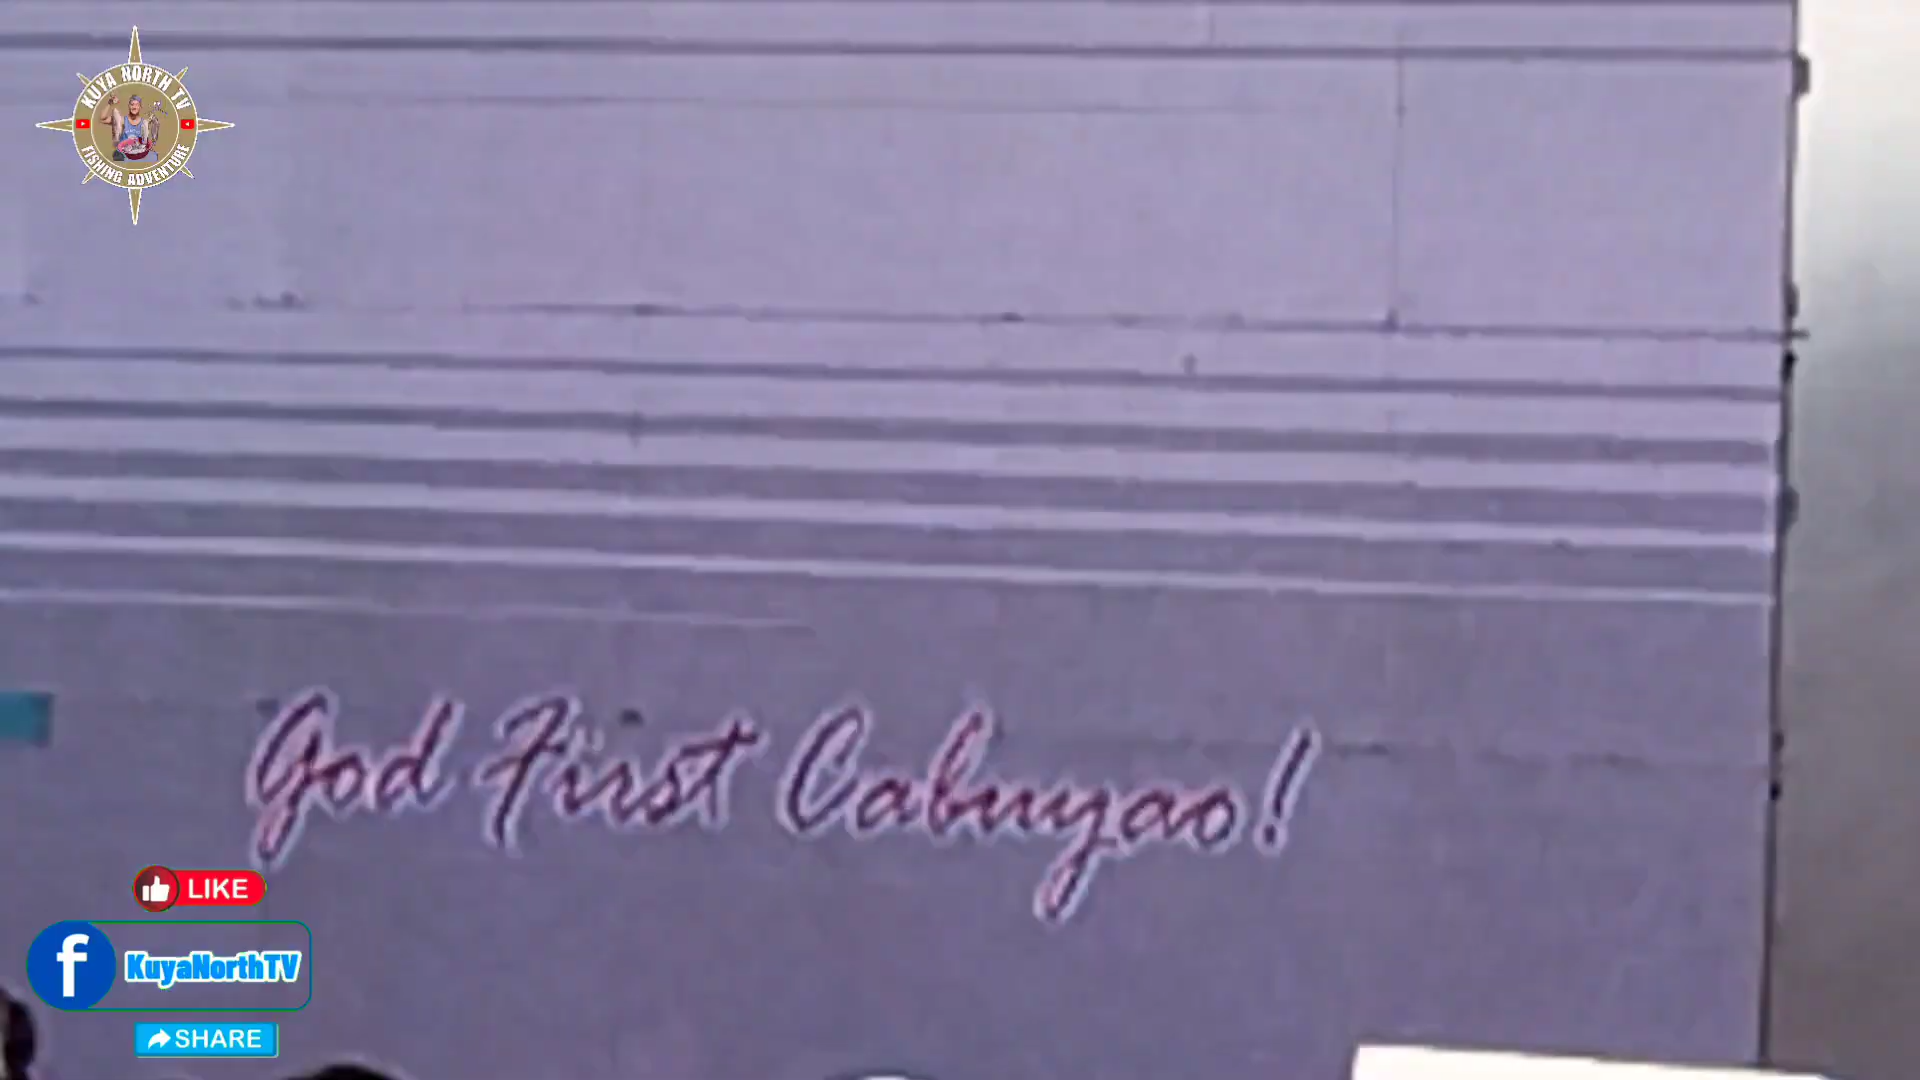 KUYA NORTH TV
FISHING ADVENTURE
God First Cabuyao!
LIKE
f KuyaNorthTV
SHARE